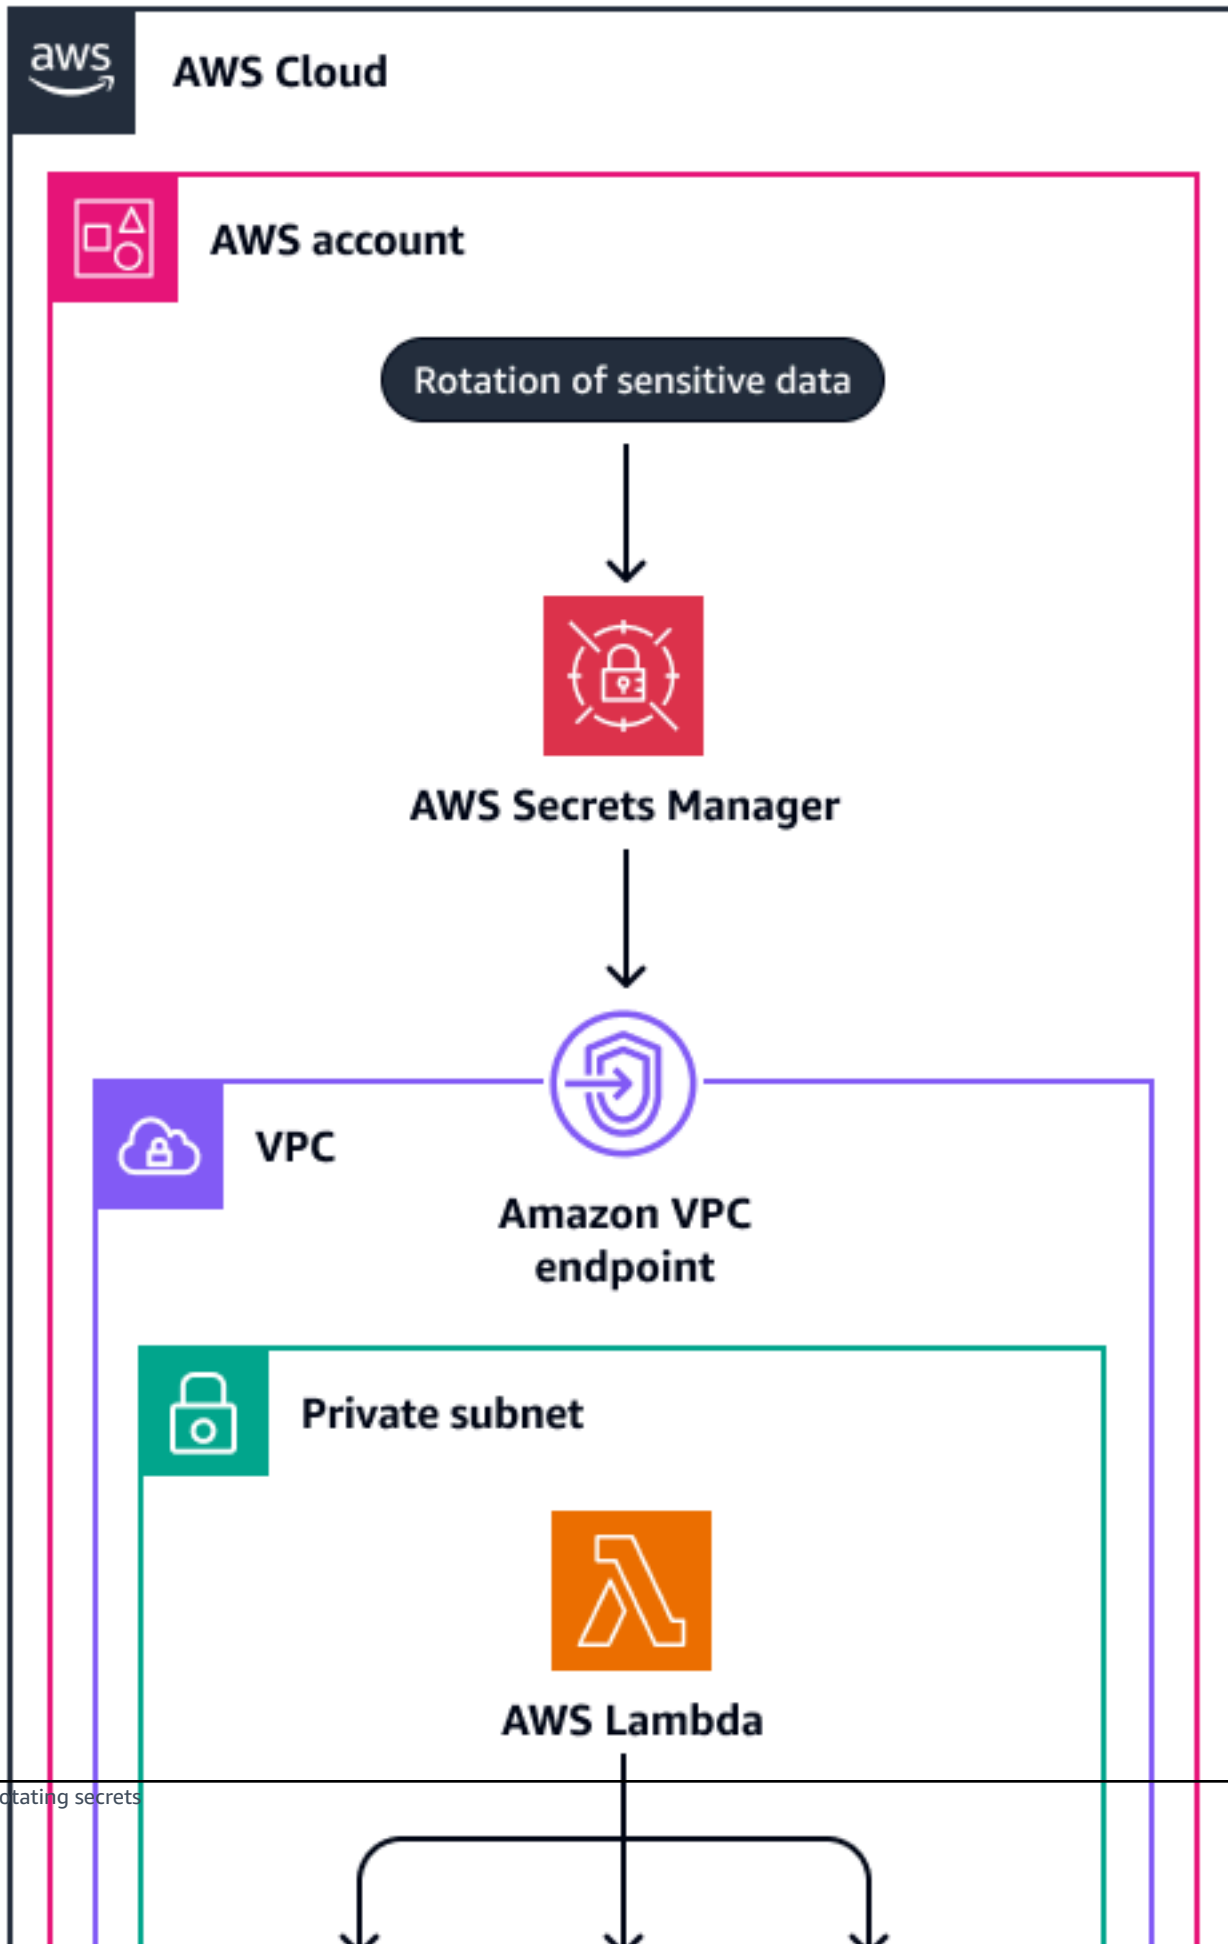 aws
AWS Cloud
AWS account
Rotation of sensitive data
AWS Secrets Manager
VPC
Amazon VPC
endpoint
Private subnet
AWS Lambda
otating secrets